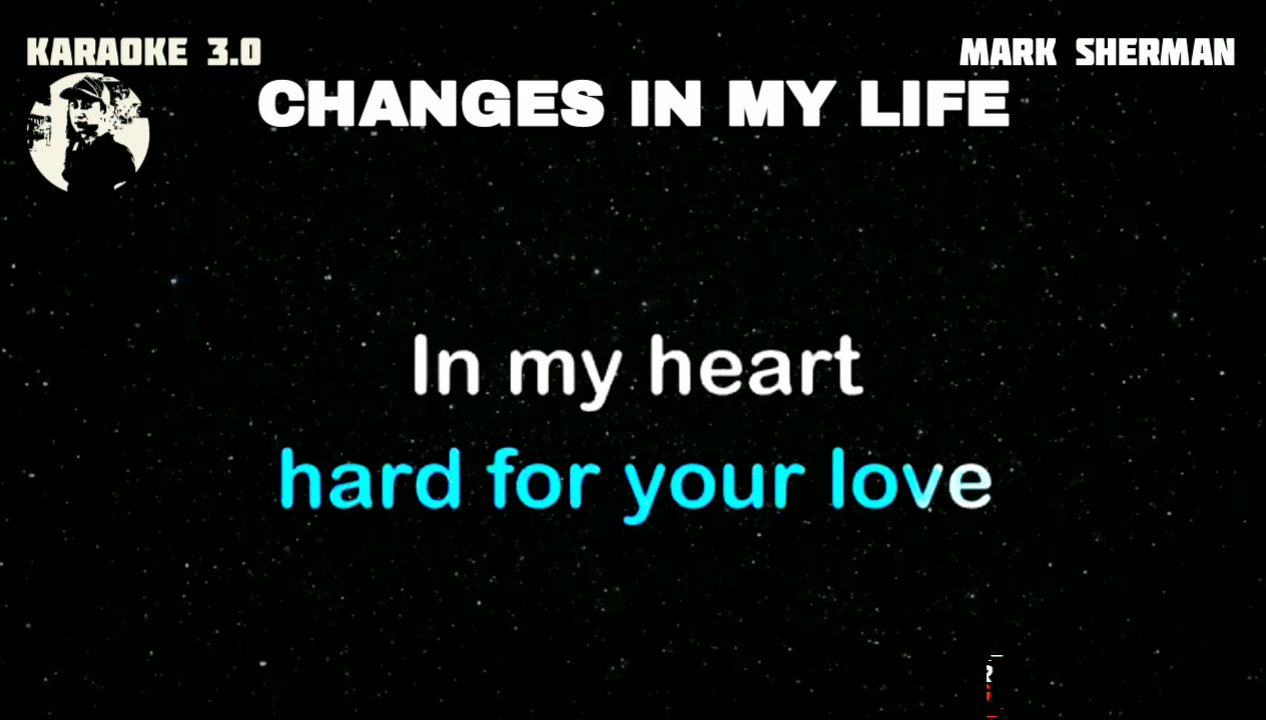 KARAOKE 3.0
MARK SHERMAN
CHANGES IN MY LIFE
In my heart
hard for your love